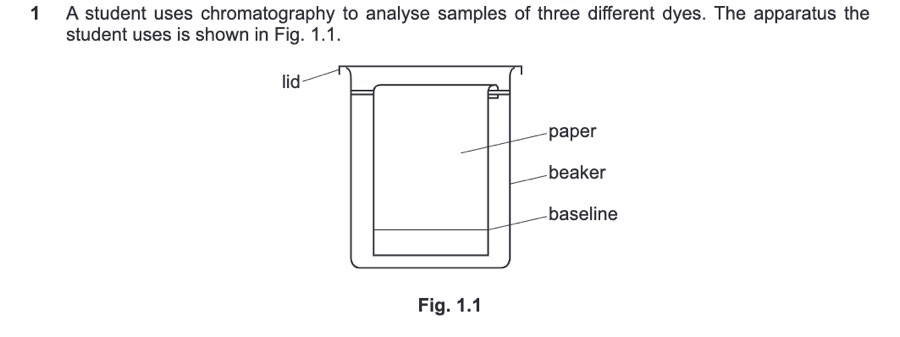 1 A student uses chromatography to analyse samples of three different dyes. The apparatus the
student uses is shown in Fig. 1.1.
lid
paper
beaker
baseline
Fig. 1.1